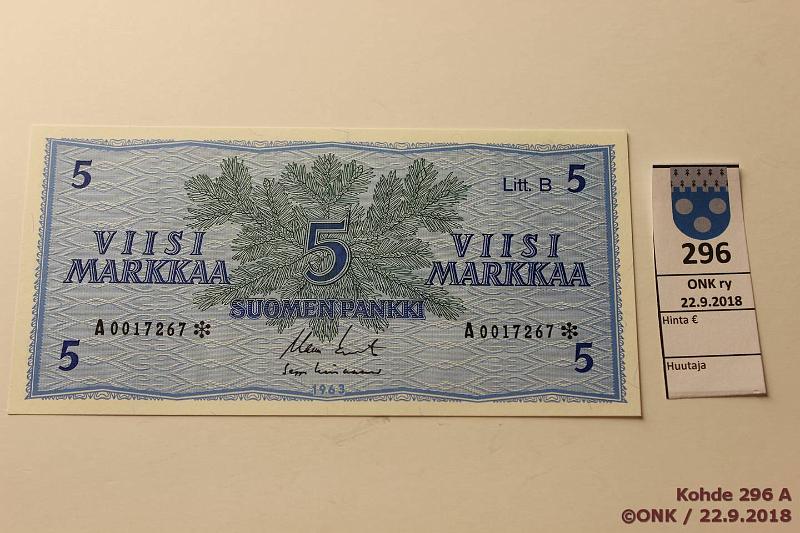 5
Litt. B 5
5
VIISI MARKKAA
VIISI MARKKAA
SUOMEN PANKKI
A0017267*
A0017267*
5
5
1963
296
ONK ry
22.9.2018
Hinta €
Huutaja
Kohde 296 A
©ONK / 22.9.2018